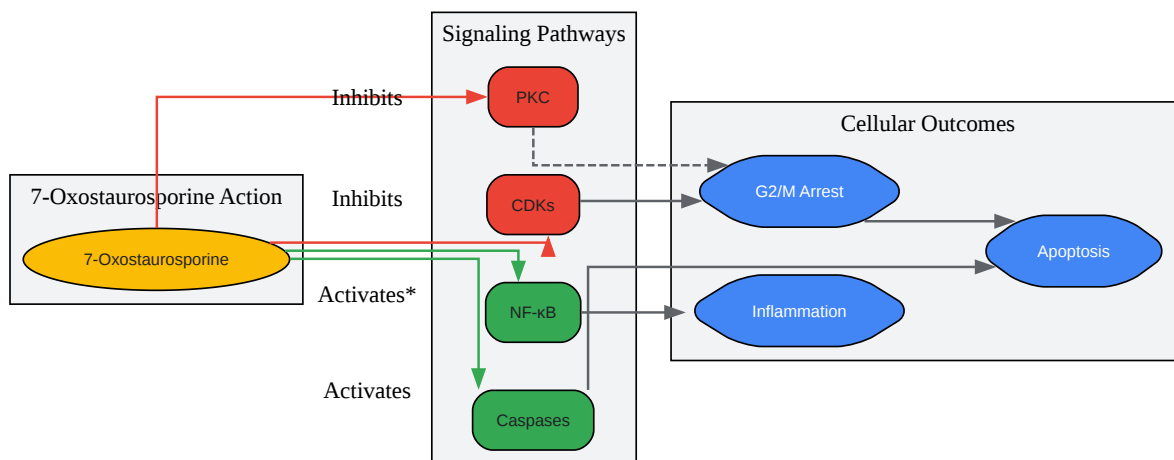 Signaling Pathways
Inhibits
PKC
Cellular Outcomes
7-Oxostaurosporine Action
Inhibits
CDKs
G2/M Arrest
7-Oxostaurosporine
Apoptosis
Activates*
NF-κB
Inflammation
Activates
Caspases